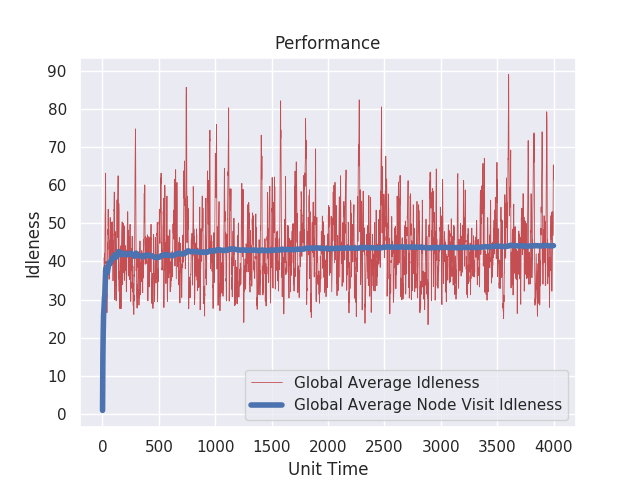 Performance
Idleness
90
80
70
60
50
40
30
20
10
0
Global Average Idleness
Global Average Node Visit Idleness
0 500 1000 1500 2000 2500 3000 3500 4000
Unit Time